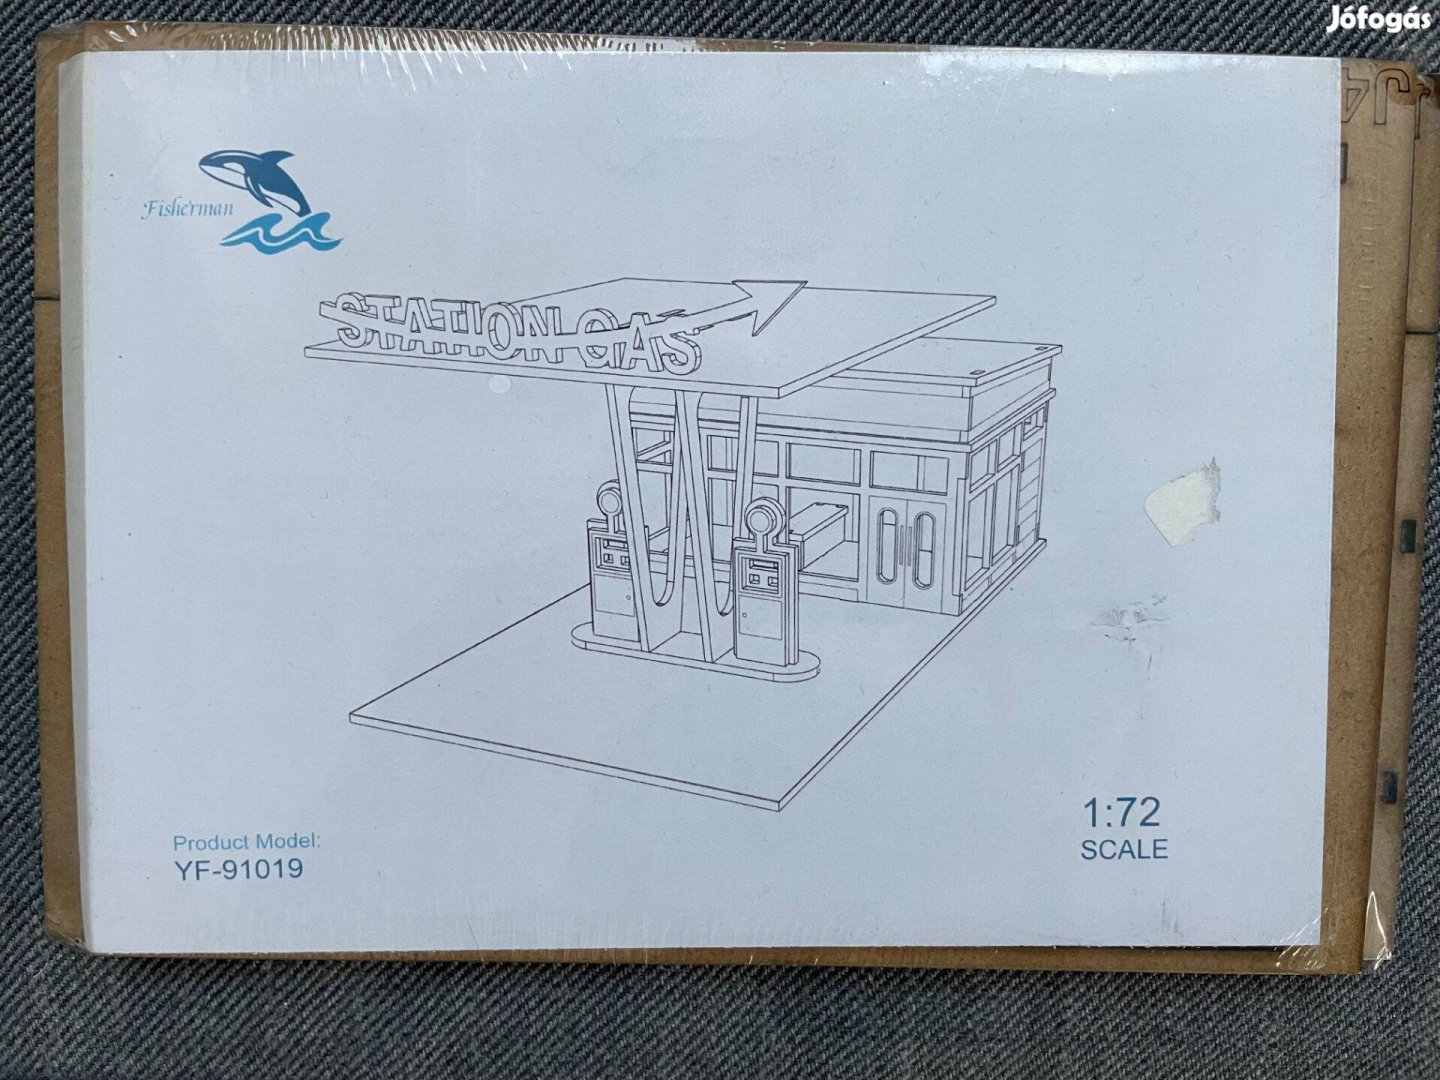 Jófogás
Fisherman
STATION GAS
Product Model:
YF-91019
1:72
SCALE